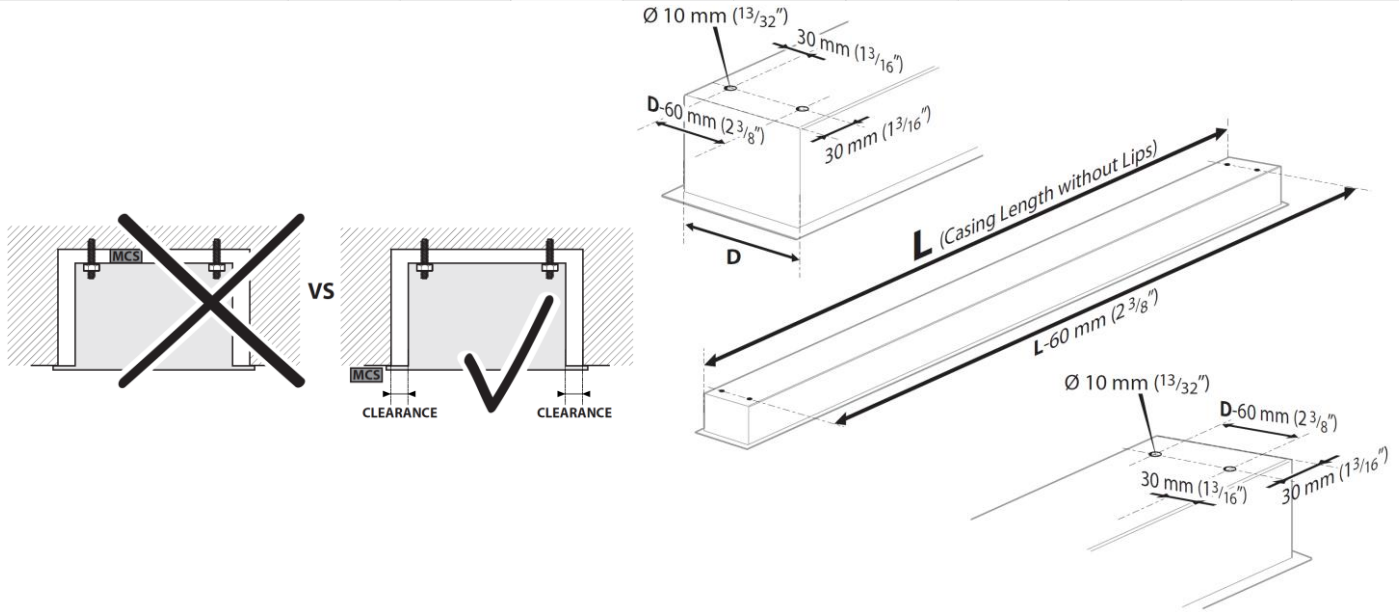 MCS
VS
MCS
CLEARANCE
CLEARANCE
Ø 10 mm (13/32")
30 mm (1 3/16")
D-60 mm (2 3/8")
30 mm (1 3/16")
D
L (Casing Length without Lips)
L-60 mm (2 3/8")
Ø 10 mm (13/32")
D-60 mm (2 3/8")
30 mm (1 3/16")
30 mm (1 3/16")